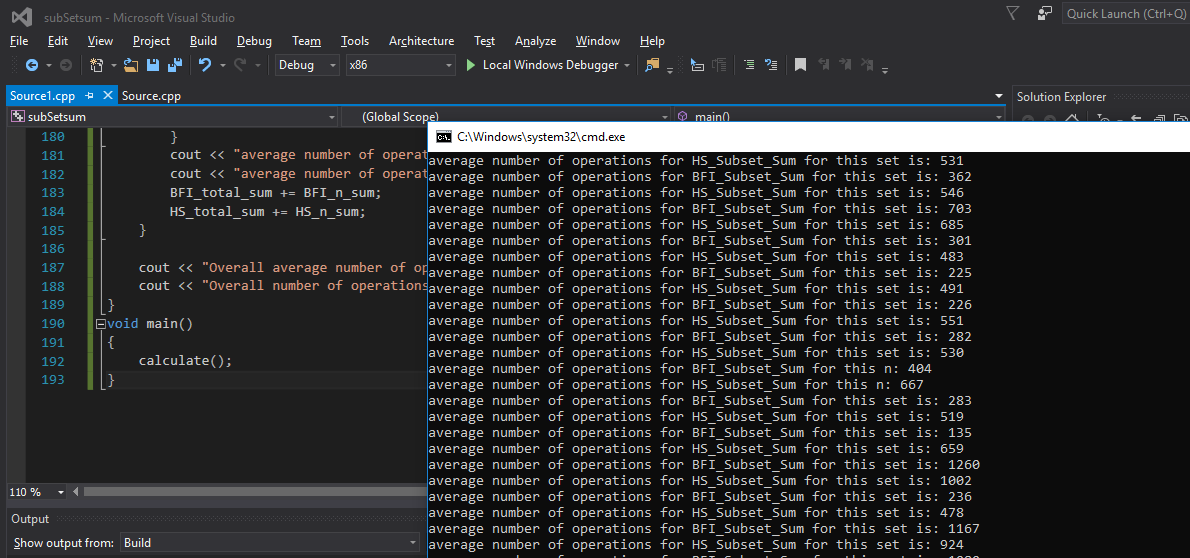 subSetsum - Microsoft Visual Studio
Quick Launch (Ctrl+Q)
File Edit View Project Build Debug Team Tools Architecture Test Analyze Window Help
Debug x86 Local Windows Debugger
Source1.cpp Source.cpp
Solution Explorer
subSetsum (Global Scope) main()
180 }
181 cout << "average number of operat
182 cout << "average number of operat
183 BFI_total_sum += BFI_n_sum;
184 HS_total_sum += HS_n_sum;
185 }
186
187 cout << "Overall average number of op
188 cout << "Overall number of operations
189 }
190 void main()
191 {
192 calculate();
193 }
110 %
Output
Show output from: Build
C:\Windows\system32\cmd.exe
average number of operations for HS_Subset_Sum for this set is: 531
average number of operations for BFI_Subset_Sum for this set is: 362
average number of operations for HS_Subset_Sum for this set is: 546
average number of operations for BFI_Subset_Sum for this set is: 703
average number of operations for HS_Subset_Sum for this set is: 685
average number of operations for BFI_Subset_Sum for this set is: 301
average number of operations for HS_Subset_Sum for this set is: 483
average number of operations for BFI_Subset_Sum for this set is: 225
average number of operations for HS_Subset_Sum for this set is: 491
average number of operations for BFI_Subset_Sum for this set is: 226
average number of operations for HS_Subset_Sum for this set is: 551
average number of operations for BFI_Subset_Sum for this set is: 282
average number of operations for HS_Subset_Sum for this set is: 530
average number of operations for BFI_Subset_Sum for this n: 404
average number of operations for HS_Subset_Sum for this n: 667
average number of operations for BFI_Subset_Sum for this set is: 283
average number of operations for HS_Subset_Sum for this set is: 519
average number of operations for BFI_Subset_Sum for this set is: 135
average number of operations for HS_Subset_Sum for this set is: 659
average number of operations for BFI_Subset_Sum for this set is: 1260
average number of operations for HS_Subset_Sum for this set is: 1002
average number of operations for BFI_Subset_Sum for this set is: 236
average number of operations for HS_Subset_Sum for this set is: 478
average number of operations for BFI_Subset_Sum for this set is: 1167
average number of operations for HS_Subset_Sum for this set is: 924